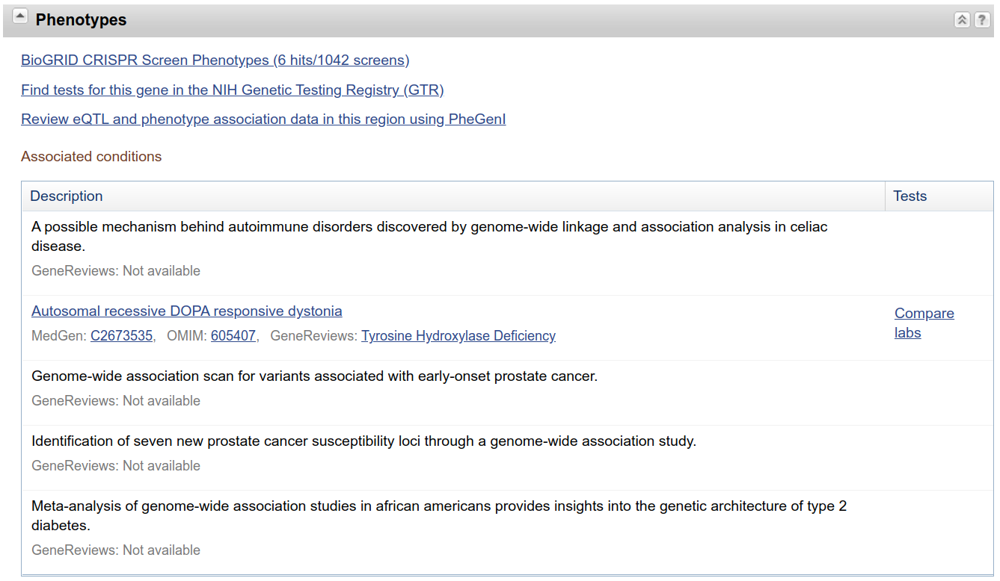 Phenotypes
?
BioGRID CRISPR Screen Phenotypes (6 hits/1042 screens)
Find tests for this gene in the NIH Genetic Testing Registry (GTR)
Review eQTL and phenotype association data in this region using PheGenI
Associated conditions
Description Tests
A possible mechanism behind autoimmune disorders discovered by genome-wide linkage and association analysis in celiac
disease.
GeneReviews: Not available
Autosomal recessive DOPA responsive dystonia
Compare
labs
MedGen: C2673535, OMIM: 605407, GeneReviews: Tyrosine Hydroxylase Deficiency
Genome-wide association scan for variants associated with early-onset prostate cancer.
GeneReviews: Not available
Identification of seven new prostate cancer susceptibility loci through a genome-wide association study.
GeneReviews: Not available
Meta-analysis of genome-wide association studies in african americans provides insights into the genetic architecture of type 2
diabetes.
GeneReviews: Not available